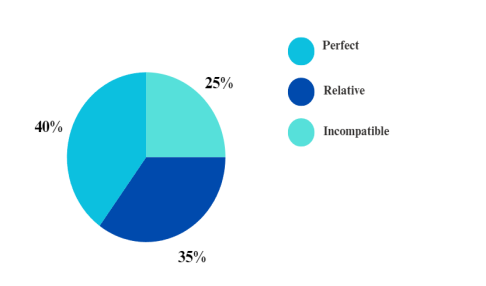 Perfect
25%
Relative
40%
Incompatible
35%